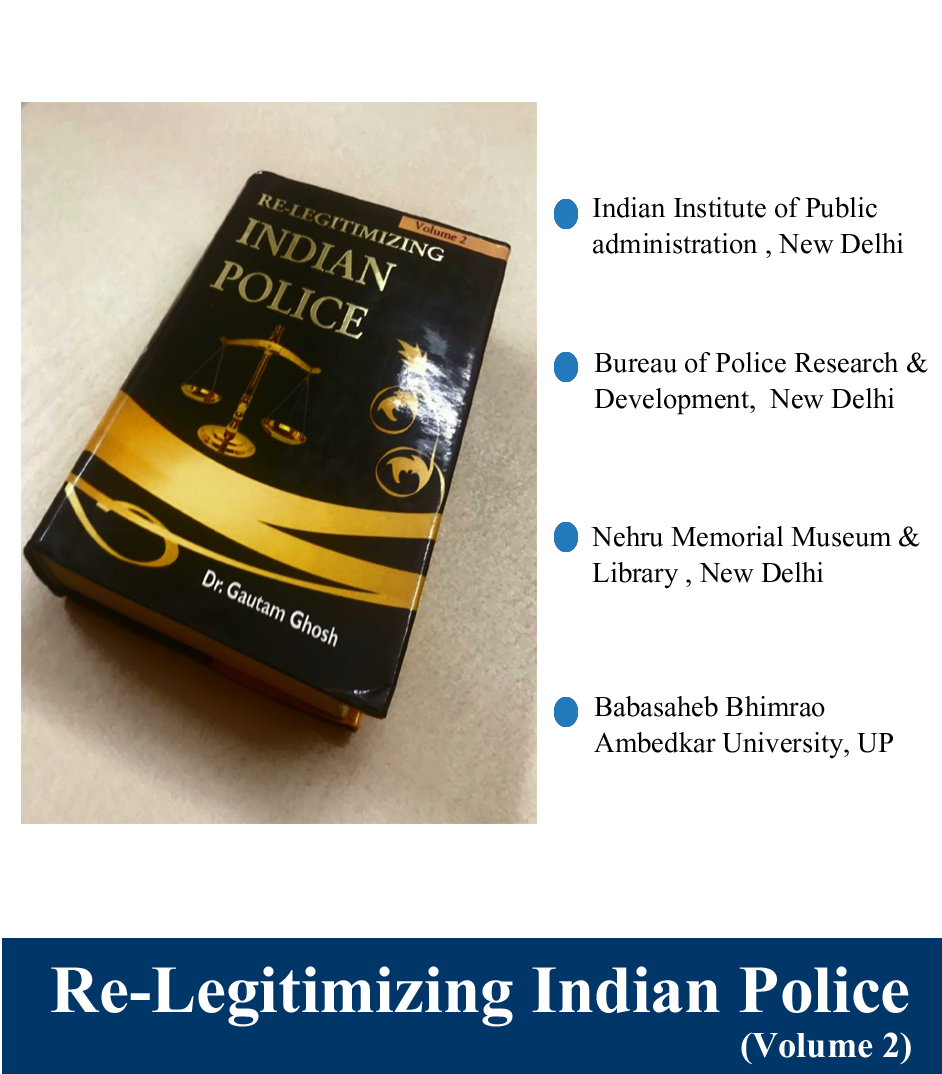 RE-LEGITIMIZING
Volume 2
INDIAN
POLICE
Dr. Gautam Ghosh
Indian Institute of Public
administration , New Delhi
Bureau of Police Research &
Development,  New Delhi
Nehru Memorial Museum &
Library , New Delhi
Babasaheb Bhimrao
Ambedkar University, UP
Re-Legitimizing Indian Police
(Volume 2)